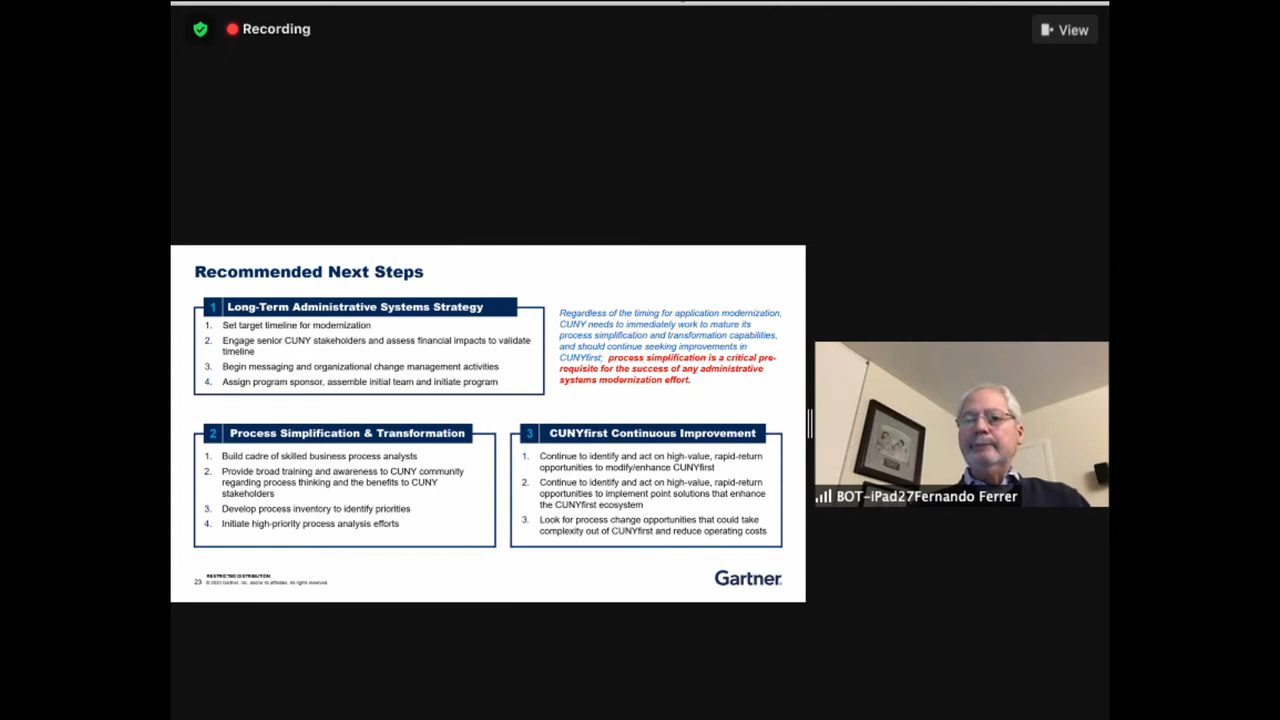 Recording
View
Recommended Next Steps
1 Long-Term Administrative Systems Strategy
1. Set target timeline for modernization
2. Engage senior CUNY stakeholders and assess financial impacts to validate
timeline
3. Begin messaging and organizational change management activities
4. Assign program sponsor, assemble initial team and initiate program
Regardless of the timing for application modernization,
CUNY needs to immediately work to mature its
process simplification and transformation capabilities,
and should continue seeking improvements in
CUNYfirst; process simplification is a critical pre-
requisite for the success of any administrative
systems modernization effort.
2 Process Simplification & Transformation
1. Build cadre of skilled business process analysts
2. Provide broad training and awareness to CUNY community
regarding process thinking and the benefits to CUNY
stakeholders
3. Develop process inventory to identify priorities
4. Initiate high-priority process analysis efforts
3 CUNYfirst Continuous Improvement
1. Continue to identify and act on high-value, rapid-return
opportunities to modify/enhance CUNYfirst
2. Continue to identify and act on high-value, rapid-return
opportunities to implement point solutions that enhance
the CUNYfirst ecosystem
3. Look for process change opportunities that could take
complexity out of CUNYfirst and reduce operating costs
BOT-iPad27Fernando Ferrer
23 RESTRICTED DISTRIBUTION
© 2020 Gartner, Inc. and/or its affiliates. All rights reserved.
Gartner